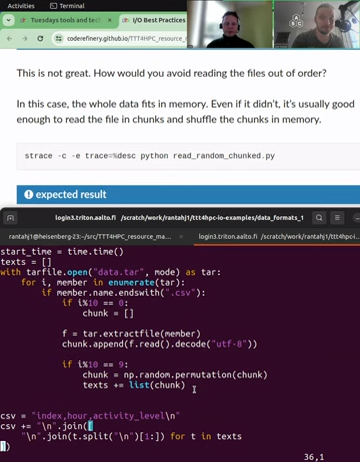 Activities
Terminal
Tuesdays tools and tec
I/O Best Practices
coderefinery.github.io/TTT4HPC_resource_
This is not great. How would you avoid reading the files out of order?
In this case, the whole data fits in memory. Even if it didn't, it's usually good
enough to read the file in chunks and shuffle the chunks in memory.
strace -c -e trace=%desc python read_random_chunked.py
expected result
login3.triton.aalto.fi /scratch/work/rantahj1/ttt4hpc-io-examples/data_formats_1
rantahj1@heisenberg-23:~/src/TTT4HPC_resource_ma...
login3.triton.aalto.fi /scratch/work/rantahj1/ttt4hpc-i...
start_time = time.time()
texts = []
with tarfile.open("data.tar", mode) as tar:
    for i, member in enumerate(tar):
        if member.name.endswith(".csv"):
            if i%10 == 0:
                chunk = []
            f = tar.extractfile(member)
            chunk.append(f.read().decode("utf-8"))
            if i%10 == 9:
                chunk = np.random.permutation(chunk)
                texts += list(chunk)
csv = "index,hour,activity_level\n"
csv += "\n".join([
    "\n".join(t.split("\n")[1:]) for t in texts
])
36,1